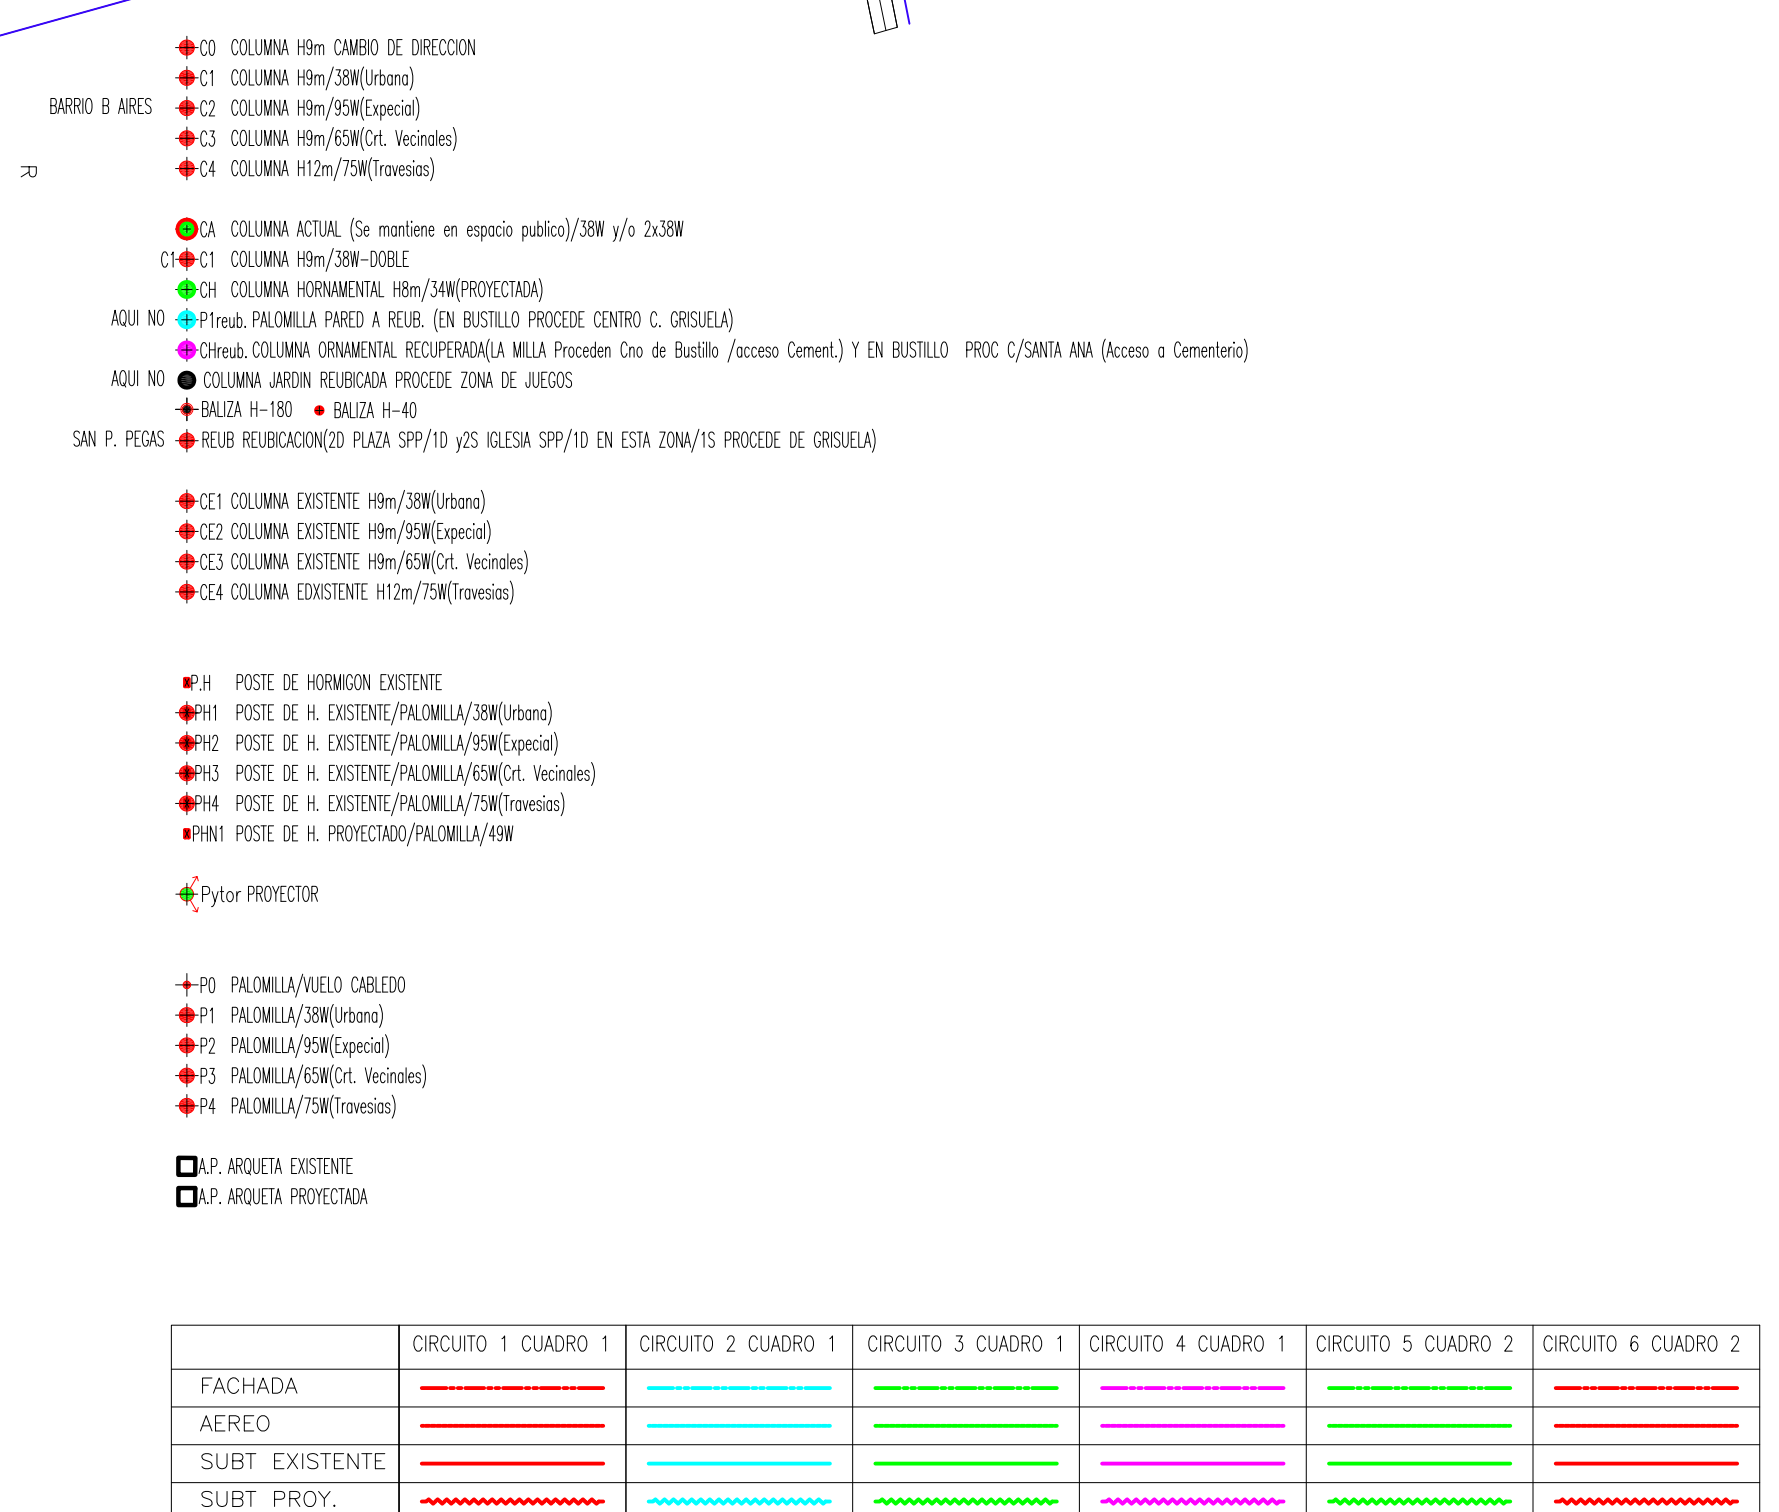 C0 COLUMNA H9m CAMBIO DE DIRECCION
C1 COLUMNA H9m/38W(Urbana)
BARRIO B AIRES C2 COLUMNA H9m/95W(Expecial)
C3 COLUMNA H9m/65W(Crt. Vecinales)
R
C4 COLUMNA H12m/75W(Travesias)
CA COLUMNA ACTUAL (Se mantiene en espacio publico)/38W y/o 2x38W
C1 C1 COLUMNA H9m/38W-DOBLE
CH COLUMNA HORNAMENTAL H8m/34W(PROYECTADA)
AQUI NO P1reub. PALOMILLA PARED A REUB. (EN BUSTILLO PROCEDE CENTRO C. GRISUELA)
CHreub. COLUMNA ORNAMENTAL RECUPERADA(LA MILLA Proceden Cno de Bustillo /acceso Cement.) Y EN BUSTILLO PROC C/SANTA ANA (Acceso a Cementerio)
AQUI NO COLUMNA JARDIN REUBICADA PROCEDE ZONA DE JUEGOS
BALIZA H-180 BALIZA H-40
SAN P. PEGAS REUB REUBICACION(2D PLAZA SPP/1D y2S IGLESIA SPP/1D EN ESTA ZONA/1S PROCEDE DE GRISUELA)
CE1 COLUMNA EXISTENTE H9m/38W(Urbana)
CE2 COLUMNA EXISTENTE H9m/95W(Expecial)
CE3 COLUMNA EXISTENTE H9m/65W(Crt. Vecinales)
CE4 COLUMNA EDXISTENTE H12m/75W(Travesias)
P.H POSTE DE HORMIGON EXISTENTE
PH1 POSTE DE H. EXISTENTE/PALOMILLA/38W(Urbana)
PH2 POSTE DE H. EXISTENTE/PALOMILLA/95W(Expecial)
PH3 POSTE DE H. EXISTENTE/PALOMILLA/65W(Crt. Vecinales)
PH4 POSTE DE H. EXISTENTE/PALOMILLA/75W(Travesias)
PHN1 POSTE DE H. PROYECTADO/PALOMILLA/49W
Pytor PROYECTOR
P0 PALOMILLA/VUELO CABLEDO
P1 PALOMILLA/38W(Urbana)
P2 PALOMILLA/95W(Expecial)
P3 PALOMILLA/65W(Crt. Vecinales)
P4 PALOMILLA/75W(Travesias)
A.P. ARQUETA EXISTENTE
A.P. ARQUETA PROYECTADA
CIRCUITO 1 CUADRO 1 CIRCUITO 2 CUADRO 1 CIRCUITO 3 CUADRO 1 CIRCUITO 4 CUADRO 1 CIRCUITO 5 CUADRO 2 CIRCUITO 6 CUADRO 2
FACHADA
AEREO
SUBT EXISTENTE
SUBT PROY.